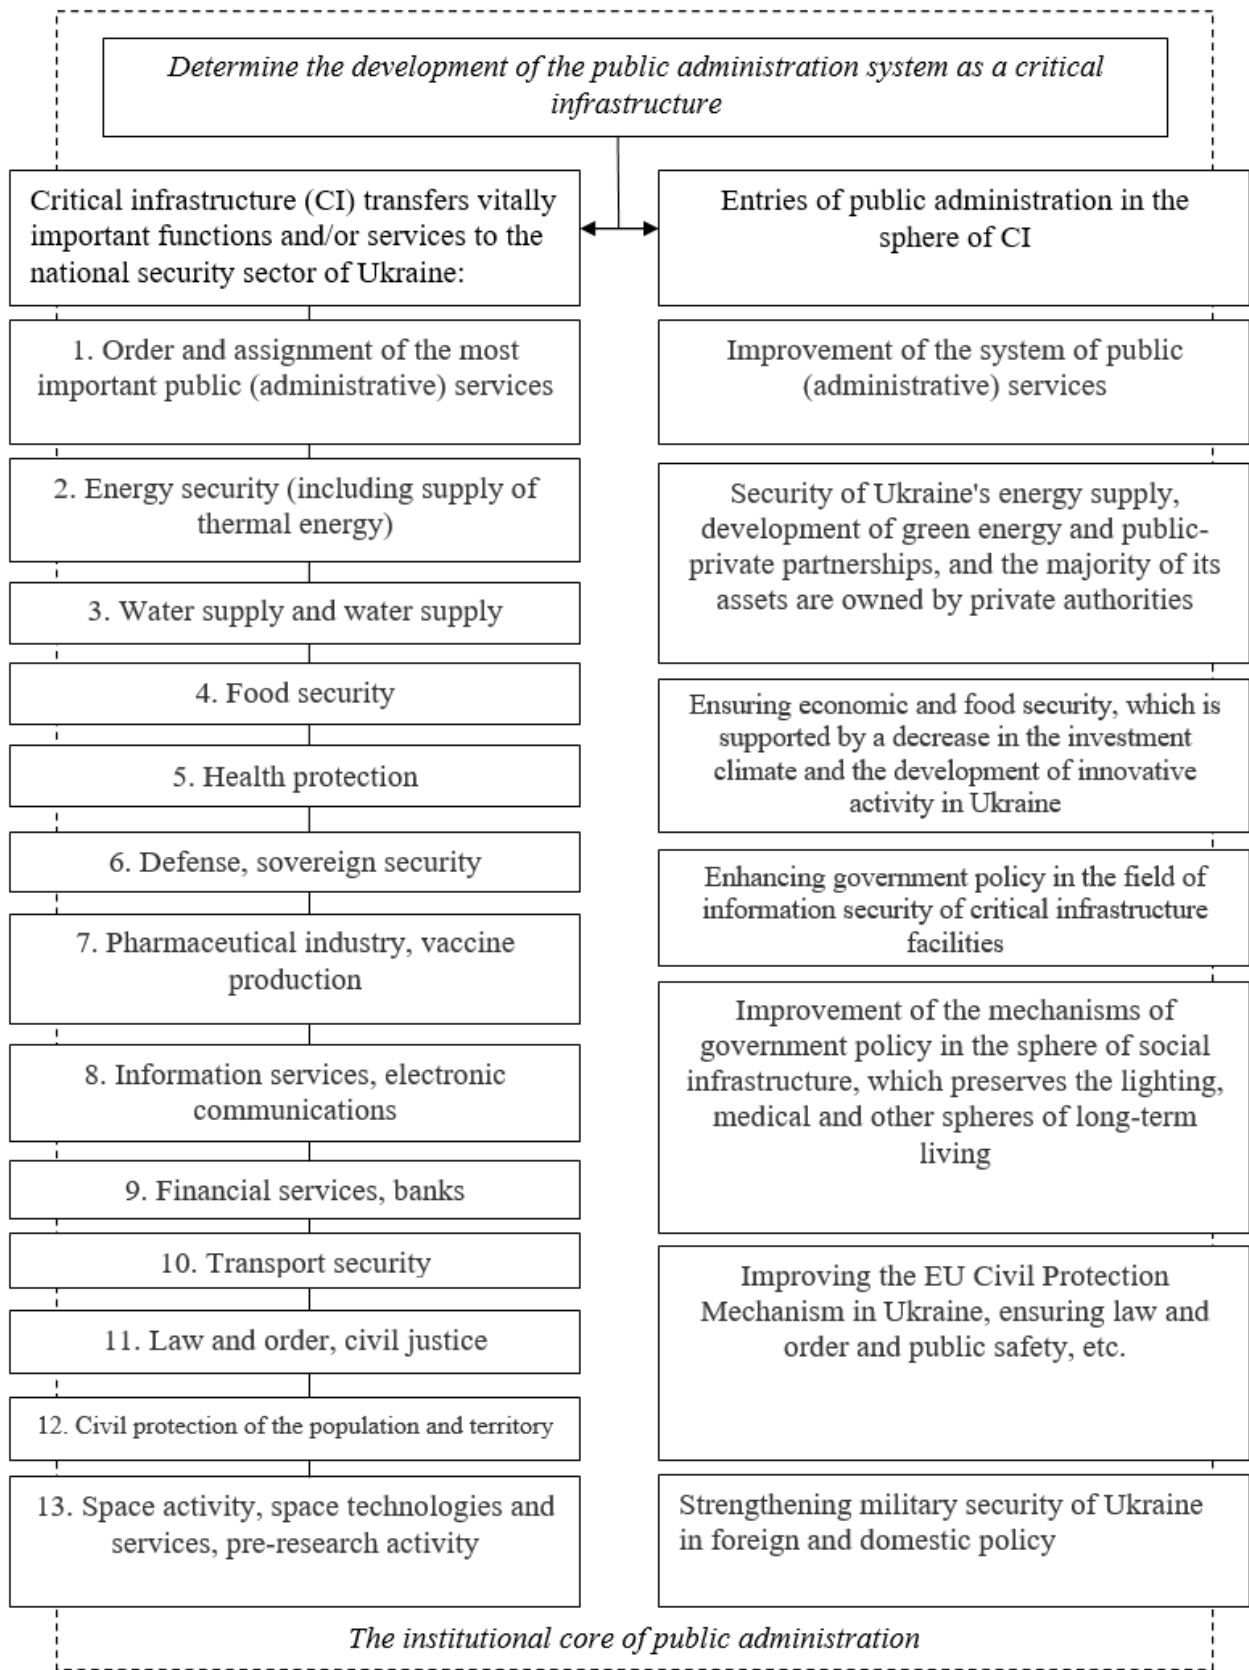 Determine the development of the public administration system as a critical
infrastructure
Critical infrastructure (CI) transfers vitally
important functions and/or services to the
national security sector of Ukraine:
1. Order and assignment of the most
important public (administrative) services
2. Energy security (including supply of
thermal energy)
3. Water supply and water supply
4. Food security
5. Health protection
6. Defense, sovereign security
7. Pharmaceutical industry, vaccine
production
8. Information services, electronic
communications
9. Financial services, banks
10. Transport security
11. Law and order, civil justice
12. Civil protection of the population and territory
13. Space activity, space technologies and
services, pre-research activity
Entries of public administration in the
sphere of CI
Improvement of the system of public
(administrative) services
Security of Ukraine's energy supply,
development of green energy and public-
private partnerships, and the majority of its
assets are owned by private authorities
Ensuring economic and food security, which is
supported by a decrease in the investment
climate and the development of innovative
activity in Ukraine
Enhancing government policy in the field of
information security of critical infrastructure
facilities
Improvement of the mechanisms of
government policy in the sphere of social
infrastructure, which preserves the lighting,
medical and other spheres of long-term
living
Improving the EU Civil Protection
Mechanism in Ukraine, ensuring law and
order and public safety, etc.
Strengthening military security of Ukraine
in foreign and domestic policy
The institutional core of public administration